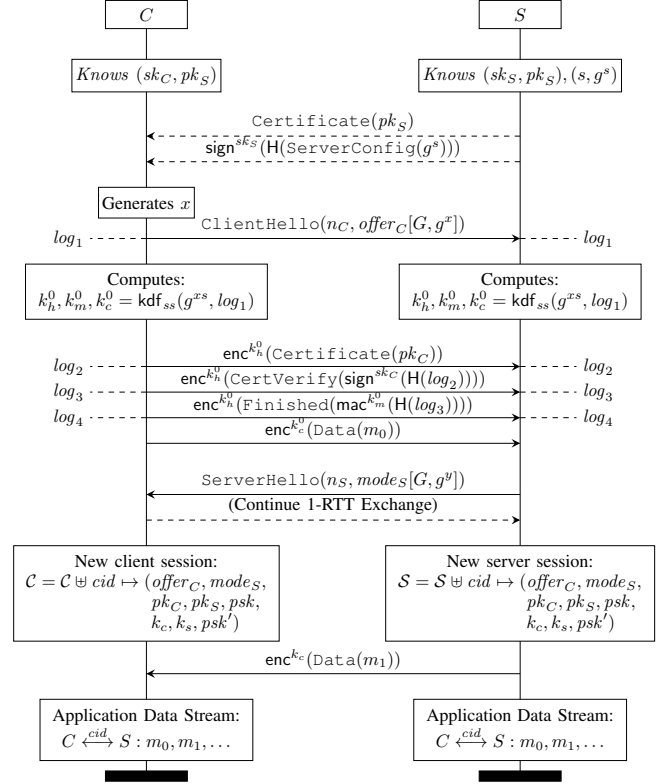 C S
Knows (sk_C, pk_S) Knows (sk_S, pk_S), (s, g^s)
Certificate(pk_S)
sign^{sk_S}(H(ServerConfig(g^s)))
Generates x
ClientHello(n_C, offer_C[G, g^x])
log_1 log_1
Computes: Computes:
k_h^0, k_m^0, k_c^0 = kdf_{ss}(g^{xs}, log_1) k_h^0, k_m^0, k_c^0 = kdf_{ss}(g^{xs}, log_1)
enc^{k_h^0}(Certificate(pk_C))
log_2 log_2
enc^{k_h^0}(CertVerify(sign^{sk_C}(H(log_2))))
log_3 log_3
enc^{k_h^0}(Finished(mac^{k_m^0}(H(log_3))))
log_4 log_4
enc^{k_c^0}(Data(m_0))
ServerHello(n_S, mode_S[G, g^y])
(Continue 1-RTT Exchange)
New client session: New server session:
C = C ⊎ cid ↦ (offer_C, mode_S, S = S ⊎ cid ↦ (offer_C, mode_S,
pk_C, pk_S, psk, pk_C, pk_S, psk,
k_c, k_s, psk′) k_c, k_s, psk′)
enc^{k_c}(Data(m_1))
Application Data Stream: Application Data Stream:
C ⟷^{cid} S : m_0, m_1, … C ⟷^{cid} S : m_0, m_1, …